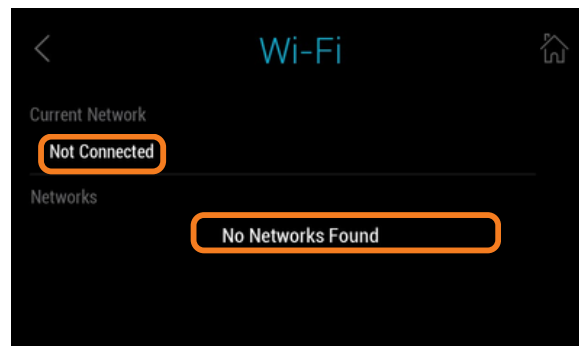 Wi-Fi
Current Network
Not Connected
Networks
No Networks Found